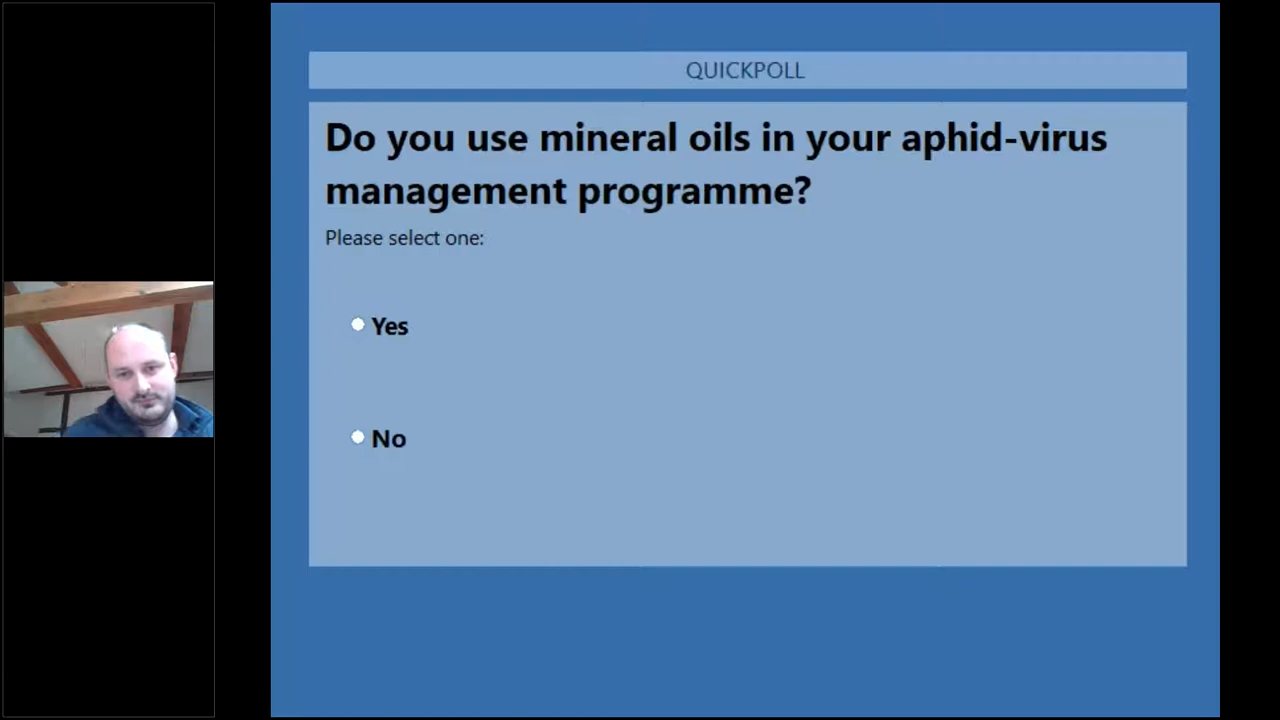 QUICKPOLL
Do you use mineral oils in your aphid-virus
management programme?
Please select one:
Yes
No